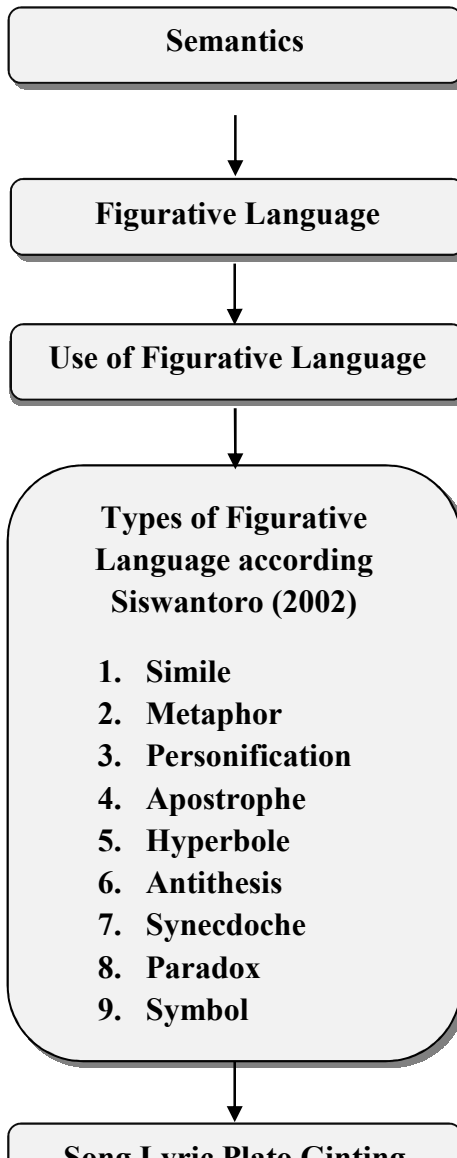 Semantics
Figurative Language
Use of Figurative Language
Types of Figurative
Language according
Siswantoro (2002)
1. Simile
2. Metaphor
3. Personification
4. Apostrophe
5. Hyperbole
6. Antithesis
7. Synecdoche
8. Paradox
9. Symbol
Song Lyric Plato Ginting